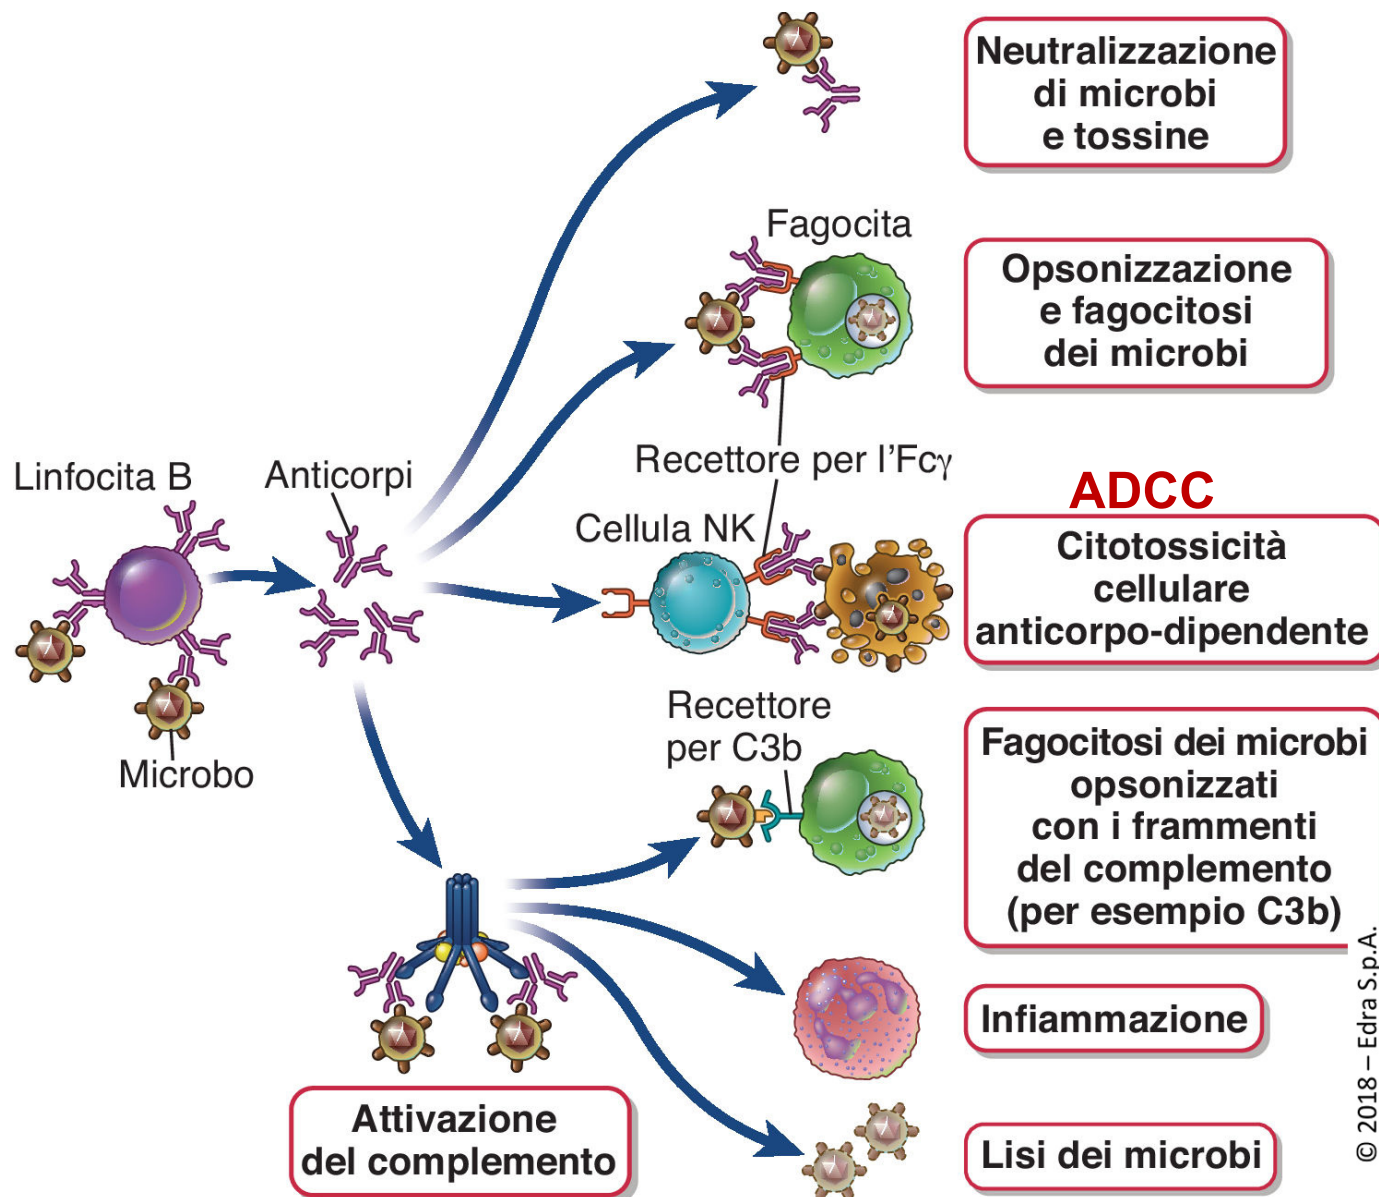 Neutralizzazione
di microbi
e tossine
Fagocita
Opsonizzazione
e fagocitosi
dei microbi
Recettore per l'Fcγ
Linfocita B
Anticorpi
ADCC
Cellula NK
Citotossicità
cellulare
anticorpo-dipendente
Microbo
Recettore
per C3b
Fagocitosi dei microbi
opsonizzati
con i frammenti
del complemento
(per esempio C3b)
Infiammazione
Attivazione
del complemento
Lisi dei microbi
© 2018 – Edra S.p.A.